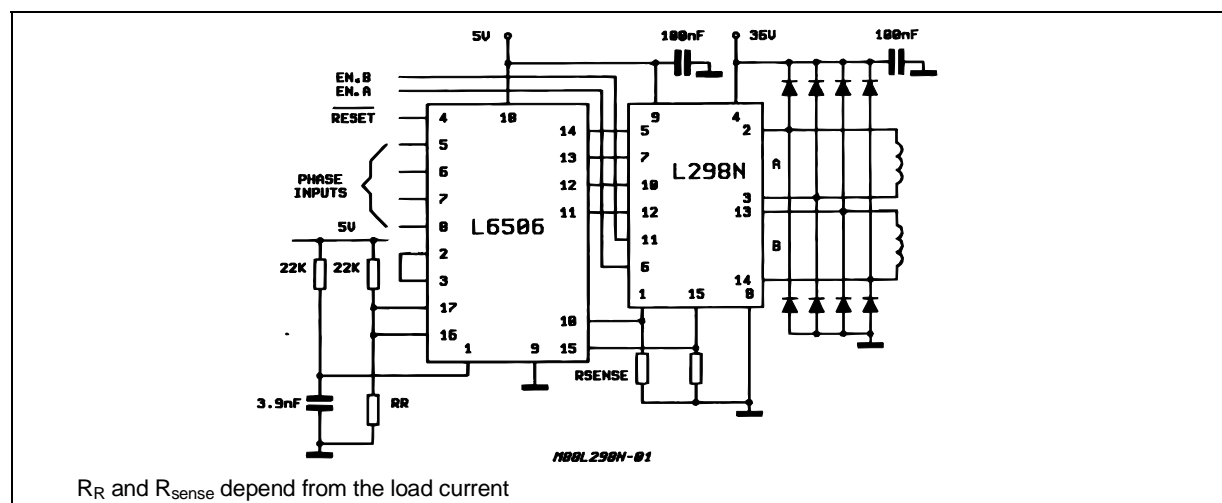 5V 100nF 36V 100nF
EN.B
EN.A
RESET
4 18 9 4
5 14 5 2
6 13 7 L298N A
PHASE INPUTS
7 12 10 3
8 11 12 13
5V L6506 11 B
22K 22K 2 6 14
3 1 15 8
17 10
16 1 9 15
RSENSE
3.9nF RR
M88L298N-01
RR and Rsense depend from the load current